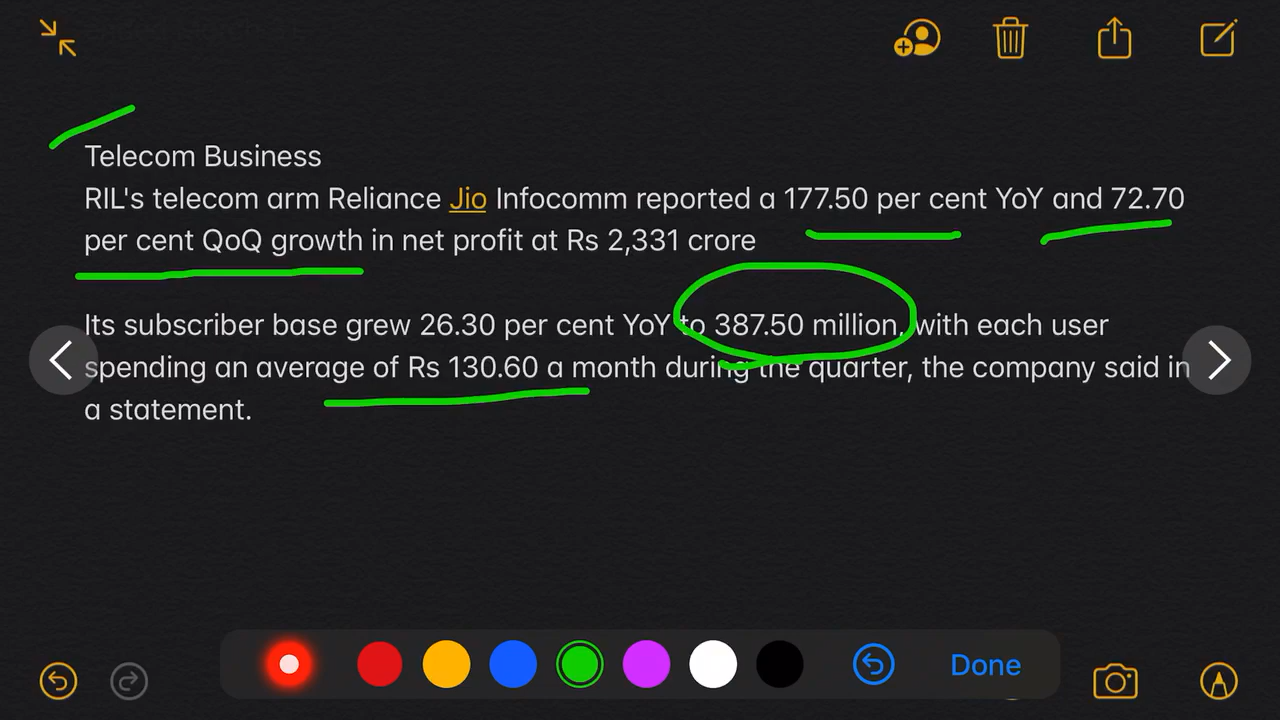 Telecom Business
RIL's telecom arm Reliance Jio Infocomm reported a 177.50 per cent YoY and 72.70
per cent QoQ growth in net profit at Rs 2,331 crore
Its subscriber base grew 26.30 per cent YoY to 387.50 million, with each user
spending an average of Rs 130.60 a month during the quarter, the company said in
a statement.
Done